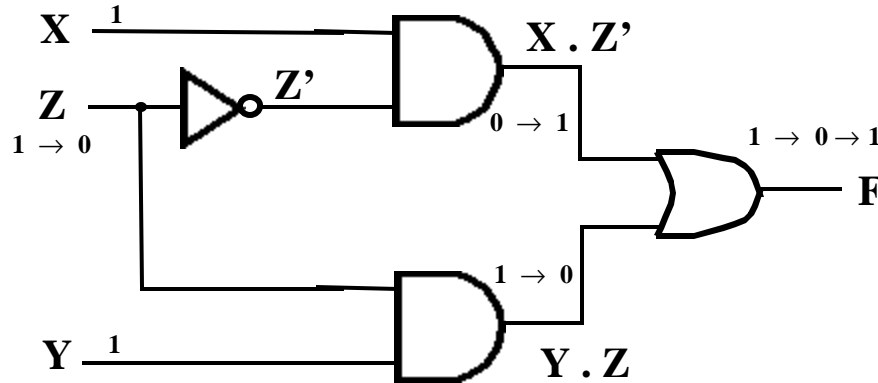 X 1
X . Z’
Z
Z’
1 → 0
0 → 1
1 → 0 → 1
F
1 → 0
Y 1
Y . Z